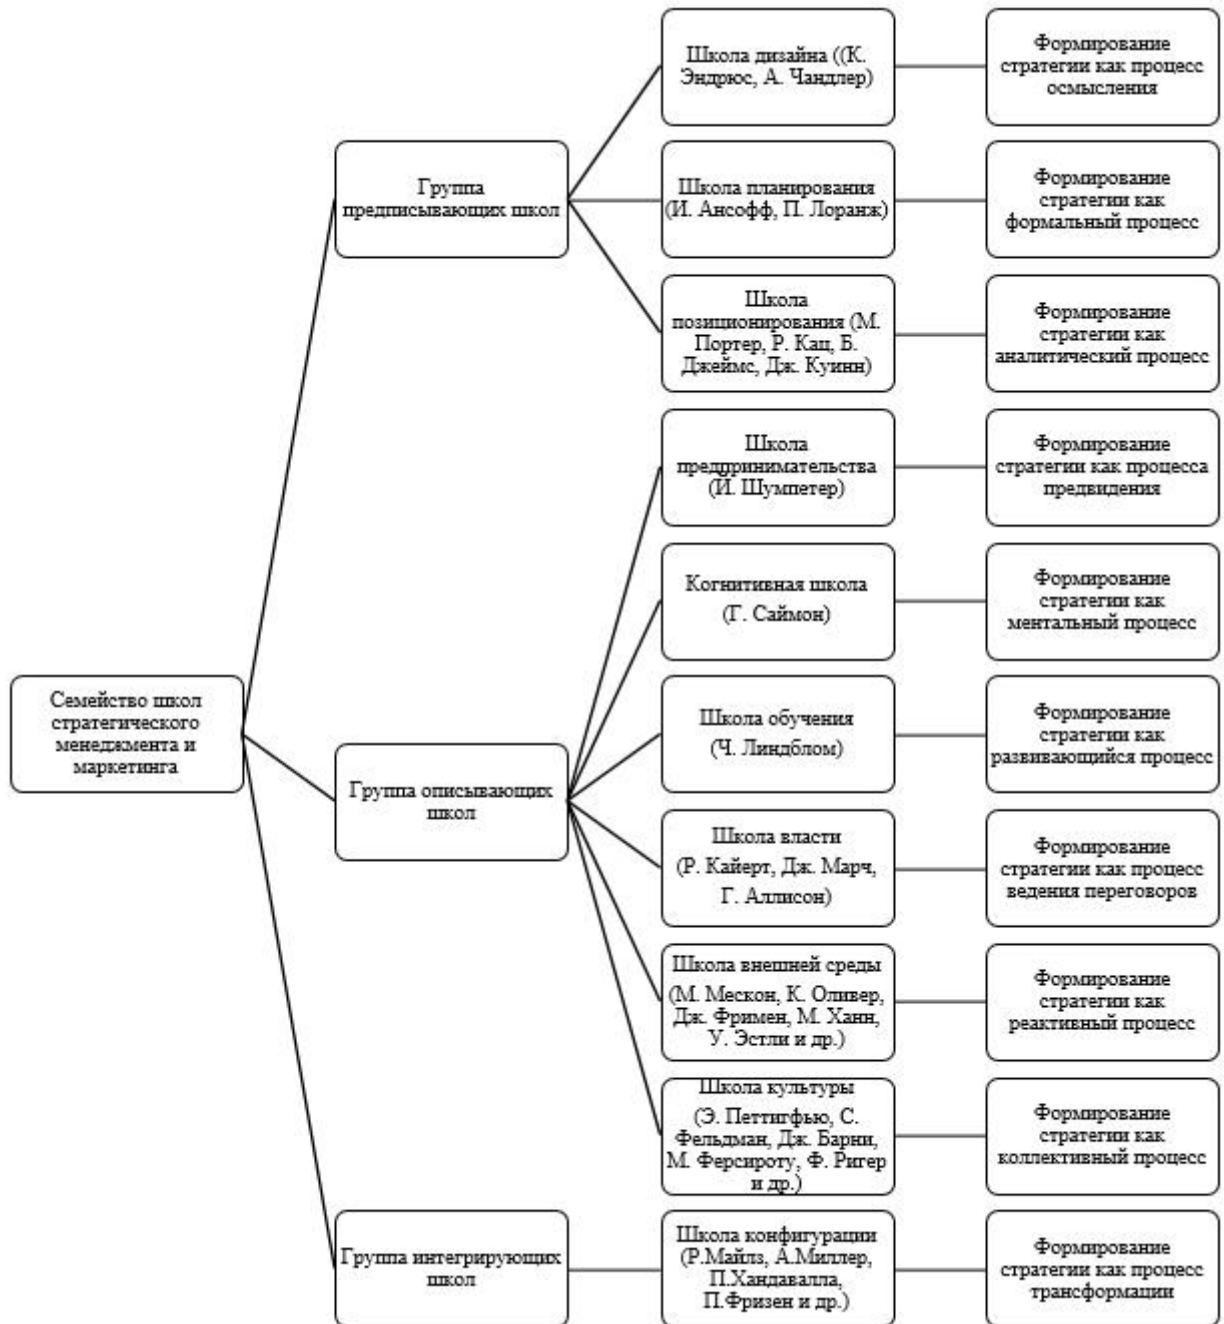 Семейство школ
стратегического
менеджмента и
маркетинга
Группа
предписывающих школ
Школа дизайна ((К.
Эндрюс, А. Чандлер)
Формирование
стратегии как процесс
осмысления
Школа планирования
(И. Ансофф, П. Лоранж)
Формирование
стратегии как
формальный процесс
Школа
позиционирования (М.
Портер, Р. Кац, Б.
Джеймс, Дж. Куинн)
Формирование
стратегии как
аналитический процесс
Группа описывающих
школ
Школа
предпринимательства
(Й. Шумпетер)
Формирование
стратегии как процесса
предвидения
Когнитивная школа
(Г. Саймон)
Формирование
стратегии как
ментальный процесс
Школа обучения
(Ч. Линдблом)
Формирование
стратегии как
развивающийся процесс
Школа власти
(Р. Кайерт, Дж. Марч,
Г. Аллисон)
Формирование
стратегии как процесс
ведения переговоров
Школа внешней среды
(М. Мескон, К. Оливер,
Дж. Фримен, М. Ханн,
У. Эстли и др.)
Формирование
стратегии как
реактивный процесс
Школа культуры
(Э. Петтигфью, С.
Фельдман, Дж. Барни,
М. Ферсироту, Ф. Ригер
и др.)
Формирование
стратегии как
коллективный процесс
Группа интегрирующих
школ
Школа конфигурации
(Р.Майлз, А.Миллер,
П.Хандавалла,
П.Фризен и др.)
Формирование
стратегии как процесс
трансформации